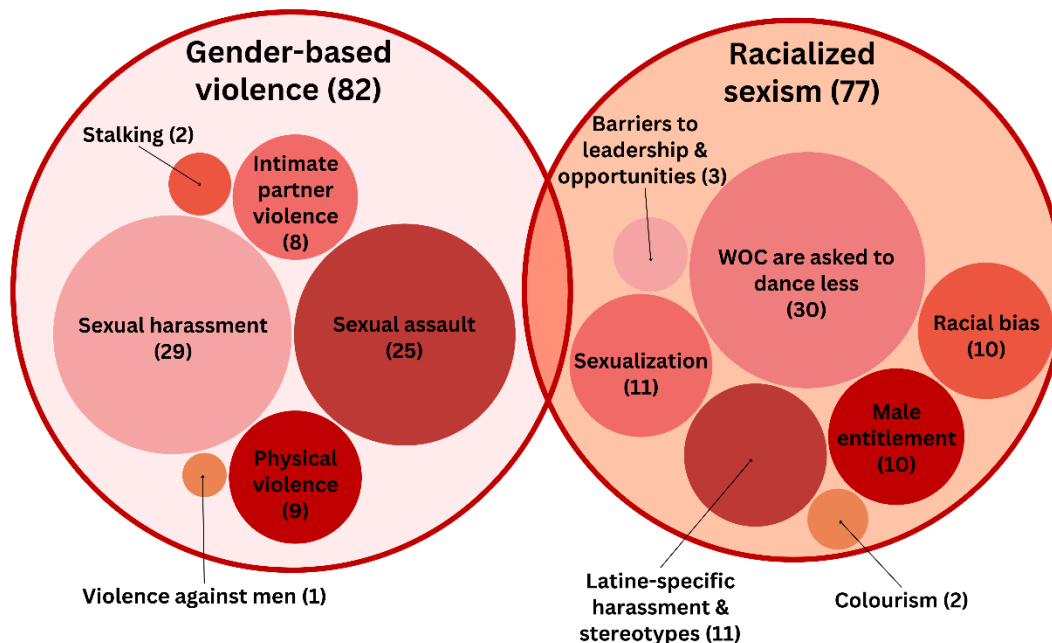 Gender-based
violence (82)
Stalking (2)
Intimate
partner
violence
(8)
Sexual harassment
(29)
Sexual assault
(25)
Physical
violence
(9)
Violence against men (1)
Racialized
sexism (77)
Barriers to
leadership &
opportunities (3)
WOC are asked to
dance less
(30)
Racial bias
(10)
Sexualization
(11)
Male
entitlement
(10)
Latine-specific
harassment &
stereotypes (11)
Colourism (2)